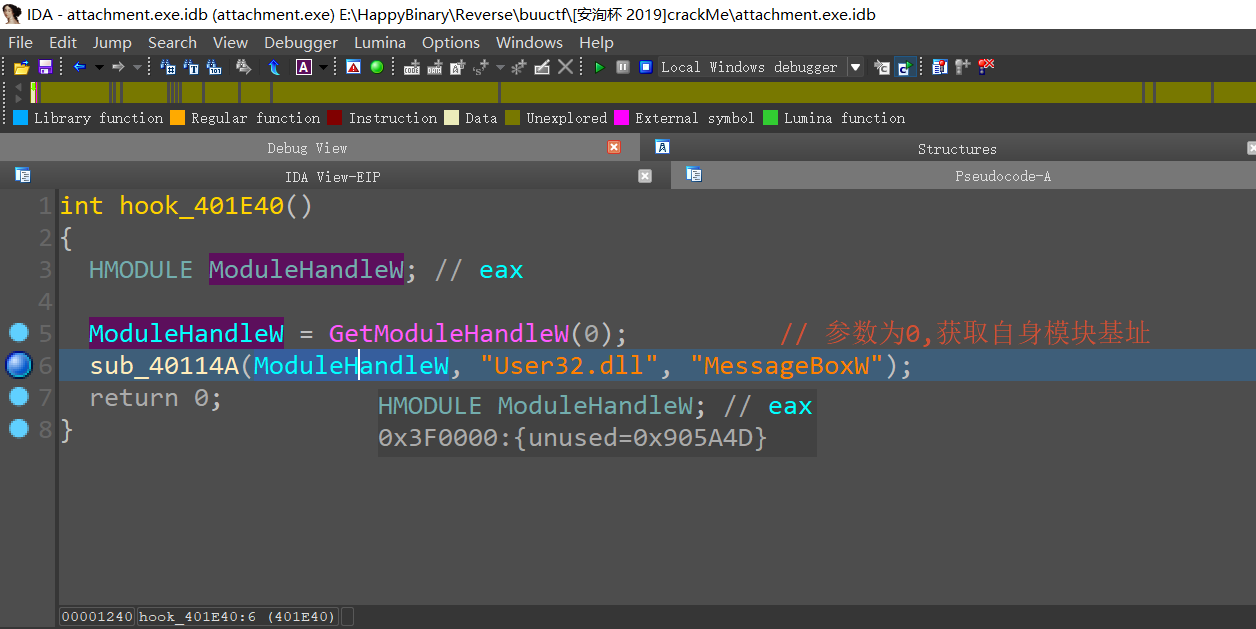 IDA - attachment.exe.idb (attachment.exe) E:\HappyBinary\Reverse\buuctf\[安洵杯 2019]crackMe\attachment.exe.idb
File Edit Jump Search View Debugger Lumina Options Windows Help
Local Windows debugger
Library function Regular function Instruction Data Unexplored External symbol Lumina function
Debug View Structures
IDA View-EIP Pseudocode-A
1 int hook_401E40()
2 {
3 HMODULE ModuleHandleW; // eax
4
5 ModuleHandleW = GetModuleHandleW(0); // 参数为0,获取自身模块基址
6 sub_40114A(ModuleHandleW, "User32.dll", "MessageBoxW");
7 return 0;
HMODULE ModuleHandleW; // eax
8 }
0x3F0000:{unused=0x905A4D}
00001240 hook_401E40:6 (401E40)